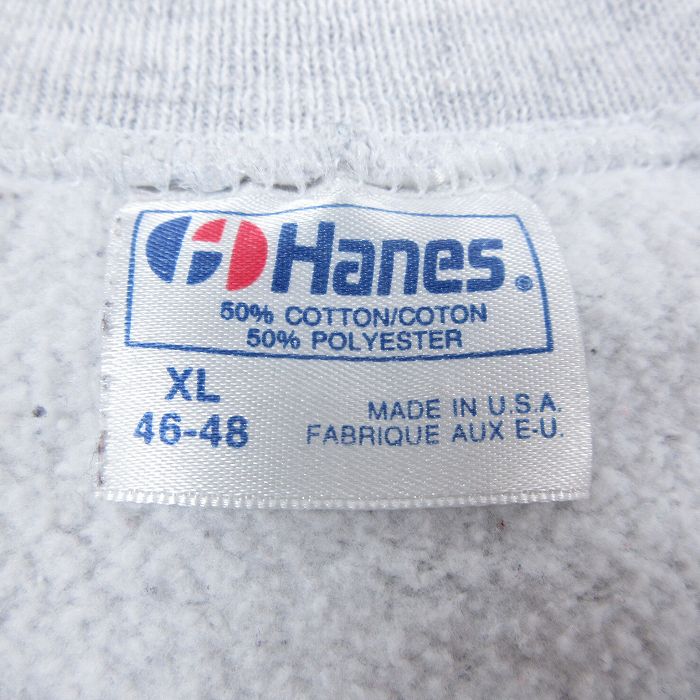 Hanes®
50% COTTON/COTON
50% POLYESTER
XL
46-48
MADE IN U.S.A.
FABRIQUE AUX E-U.